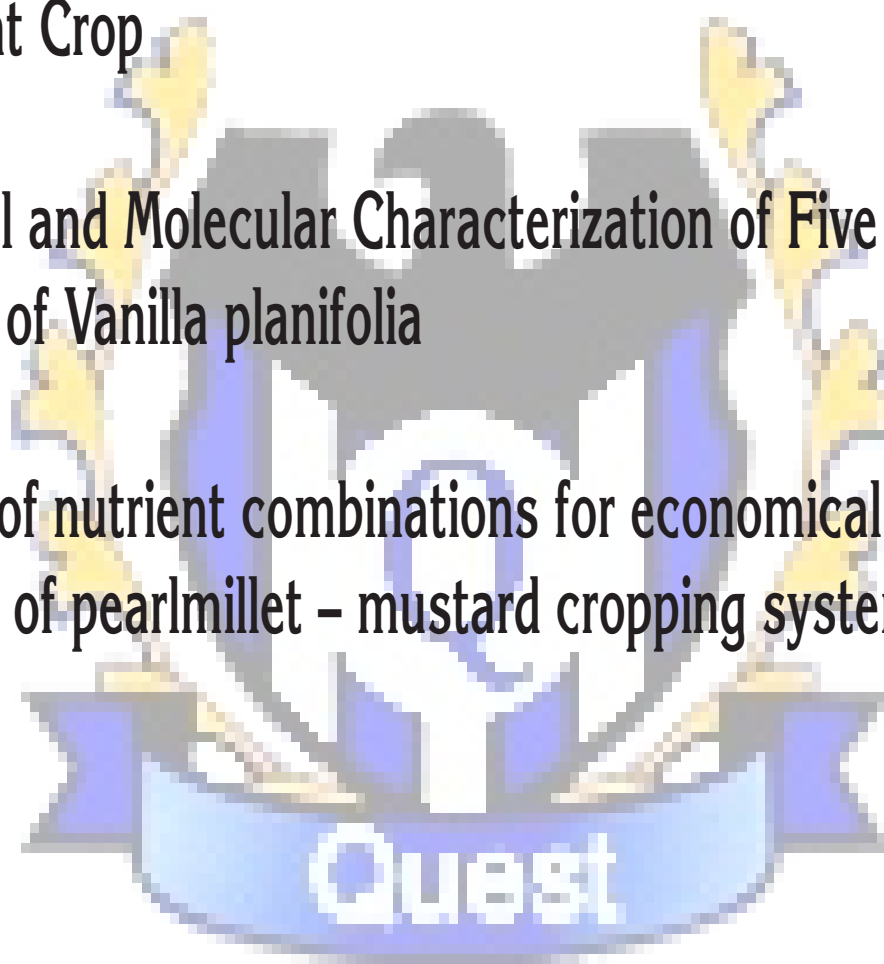 t Crop
l and Molecular Characterization of Five
of Vanilla planifolia
of nutrient combinations for economical
of pearlmillet – mustard cropping syste
Q
Quest